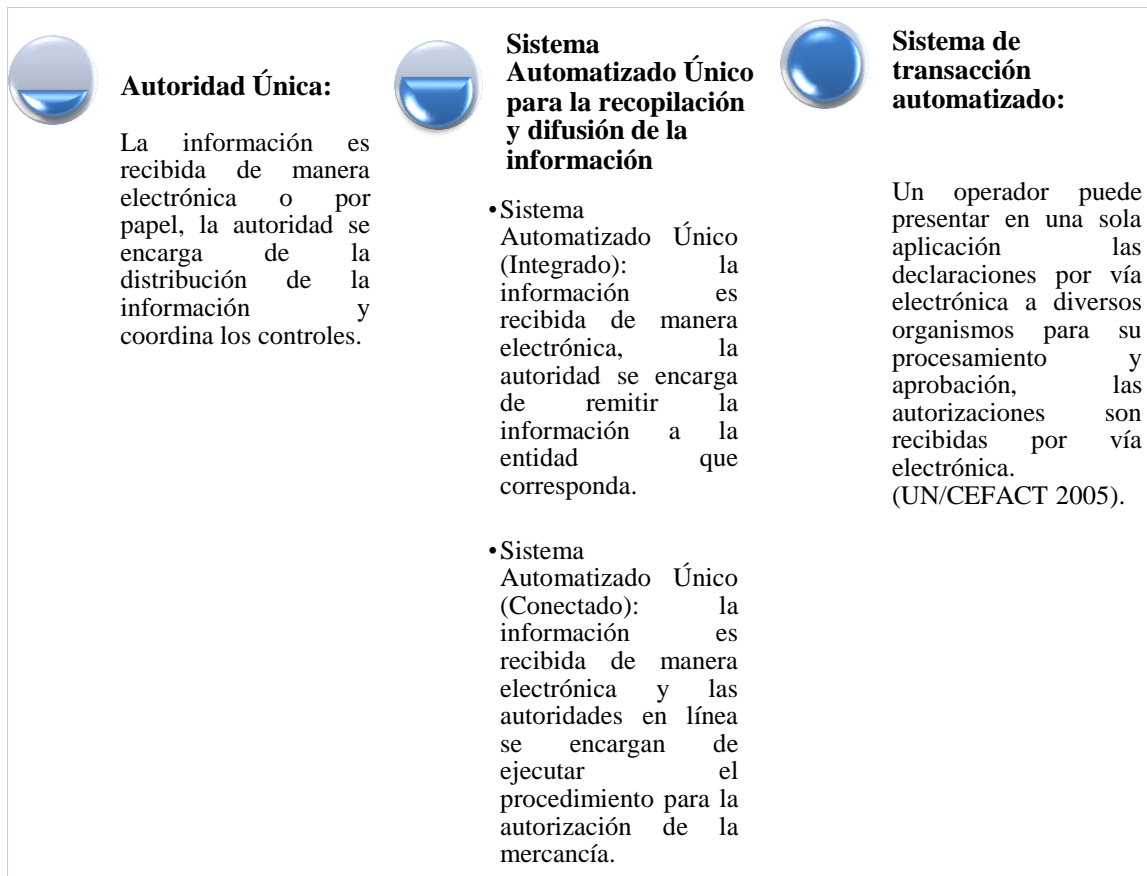 Autoridad Única:
La información es
recibida de manera
electrónica o por
papel, la autoridad se
encarga de la
distribución de la
información y
coordina los controles.
Sistema
Automatizado Único
para la recopilación
y difusión de la
información
•Sistema
Automatizado Único
(Integrado): la
información es
recibida de manera
electrónica, la
autoridad se encarga
de remitir la
información a la
entidad que
corresponda.
•Sistema
Automatizado Único
(Conectado): la
información es
recibida de manera
electrónica y las
autoridades en línea
se encargan de
ejecutar el
procedimiento para la
autorización de la
mercancía.
Sistema de
transacción
automatizado:
Un operador puede
presentar en una sola
aplicación las
declaraciones por vía
electrónica a diversos
organismos para su
procesamiento y
aprobación, las
autorizaciones son
recibidas por vía
electrónica.
(UN/CEFACT 2005).